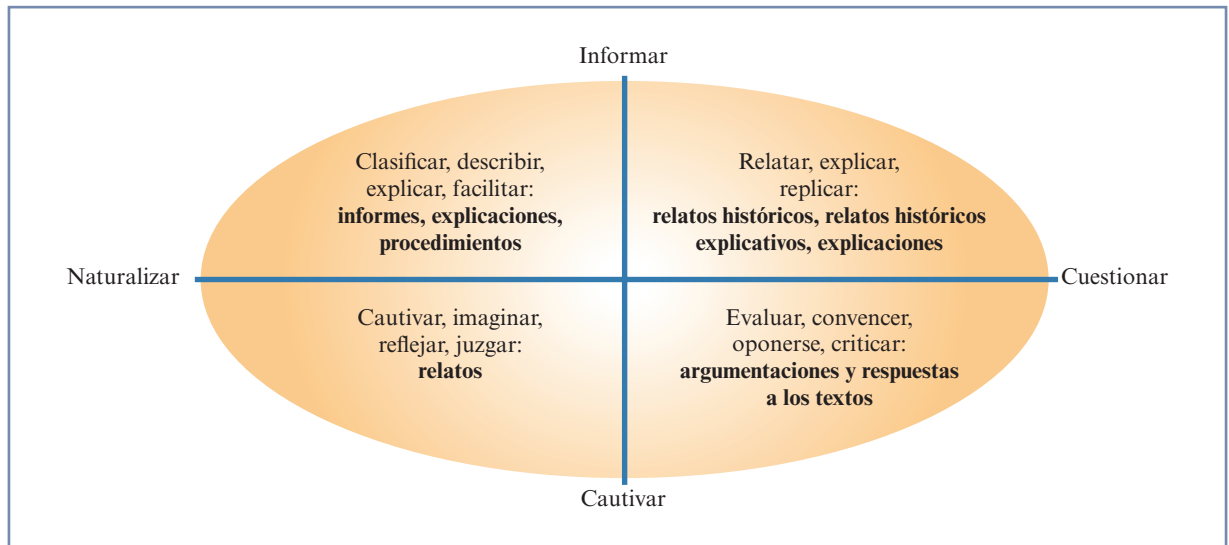 Informar
Clasificar, describir,
explicar, facilitar:
informes, explicaciones,
procedimientos
Relatar, explicar,
replicar:
relatos históricos, relatos históricos
explicativos, explicaciones
Naturalizar
Cuestionar
Cautivar, imaginar,
reflejar, juzgar:
relatos
Evaluar, convencer,
oponerse, criticar:
argumentaciones y respuestas
a los textos
Cautivar